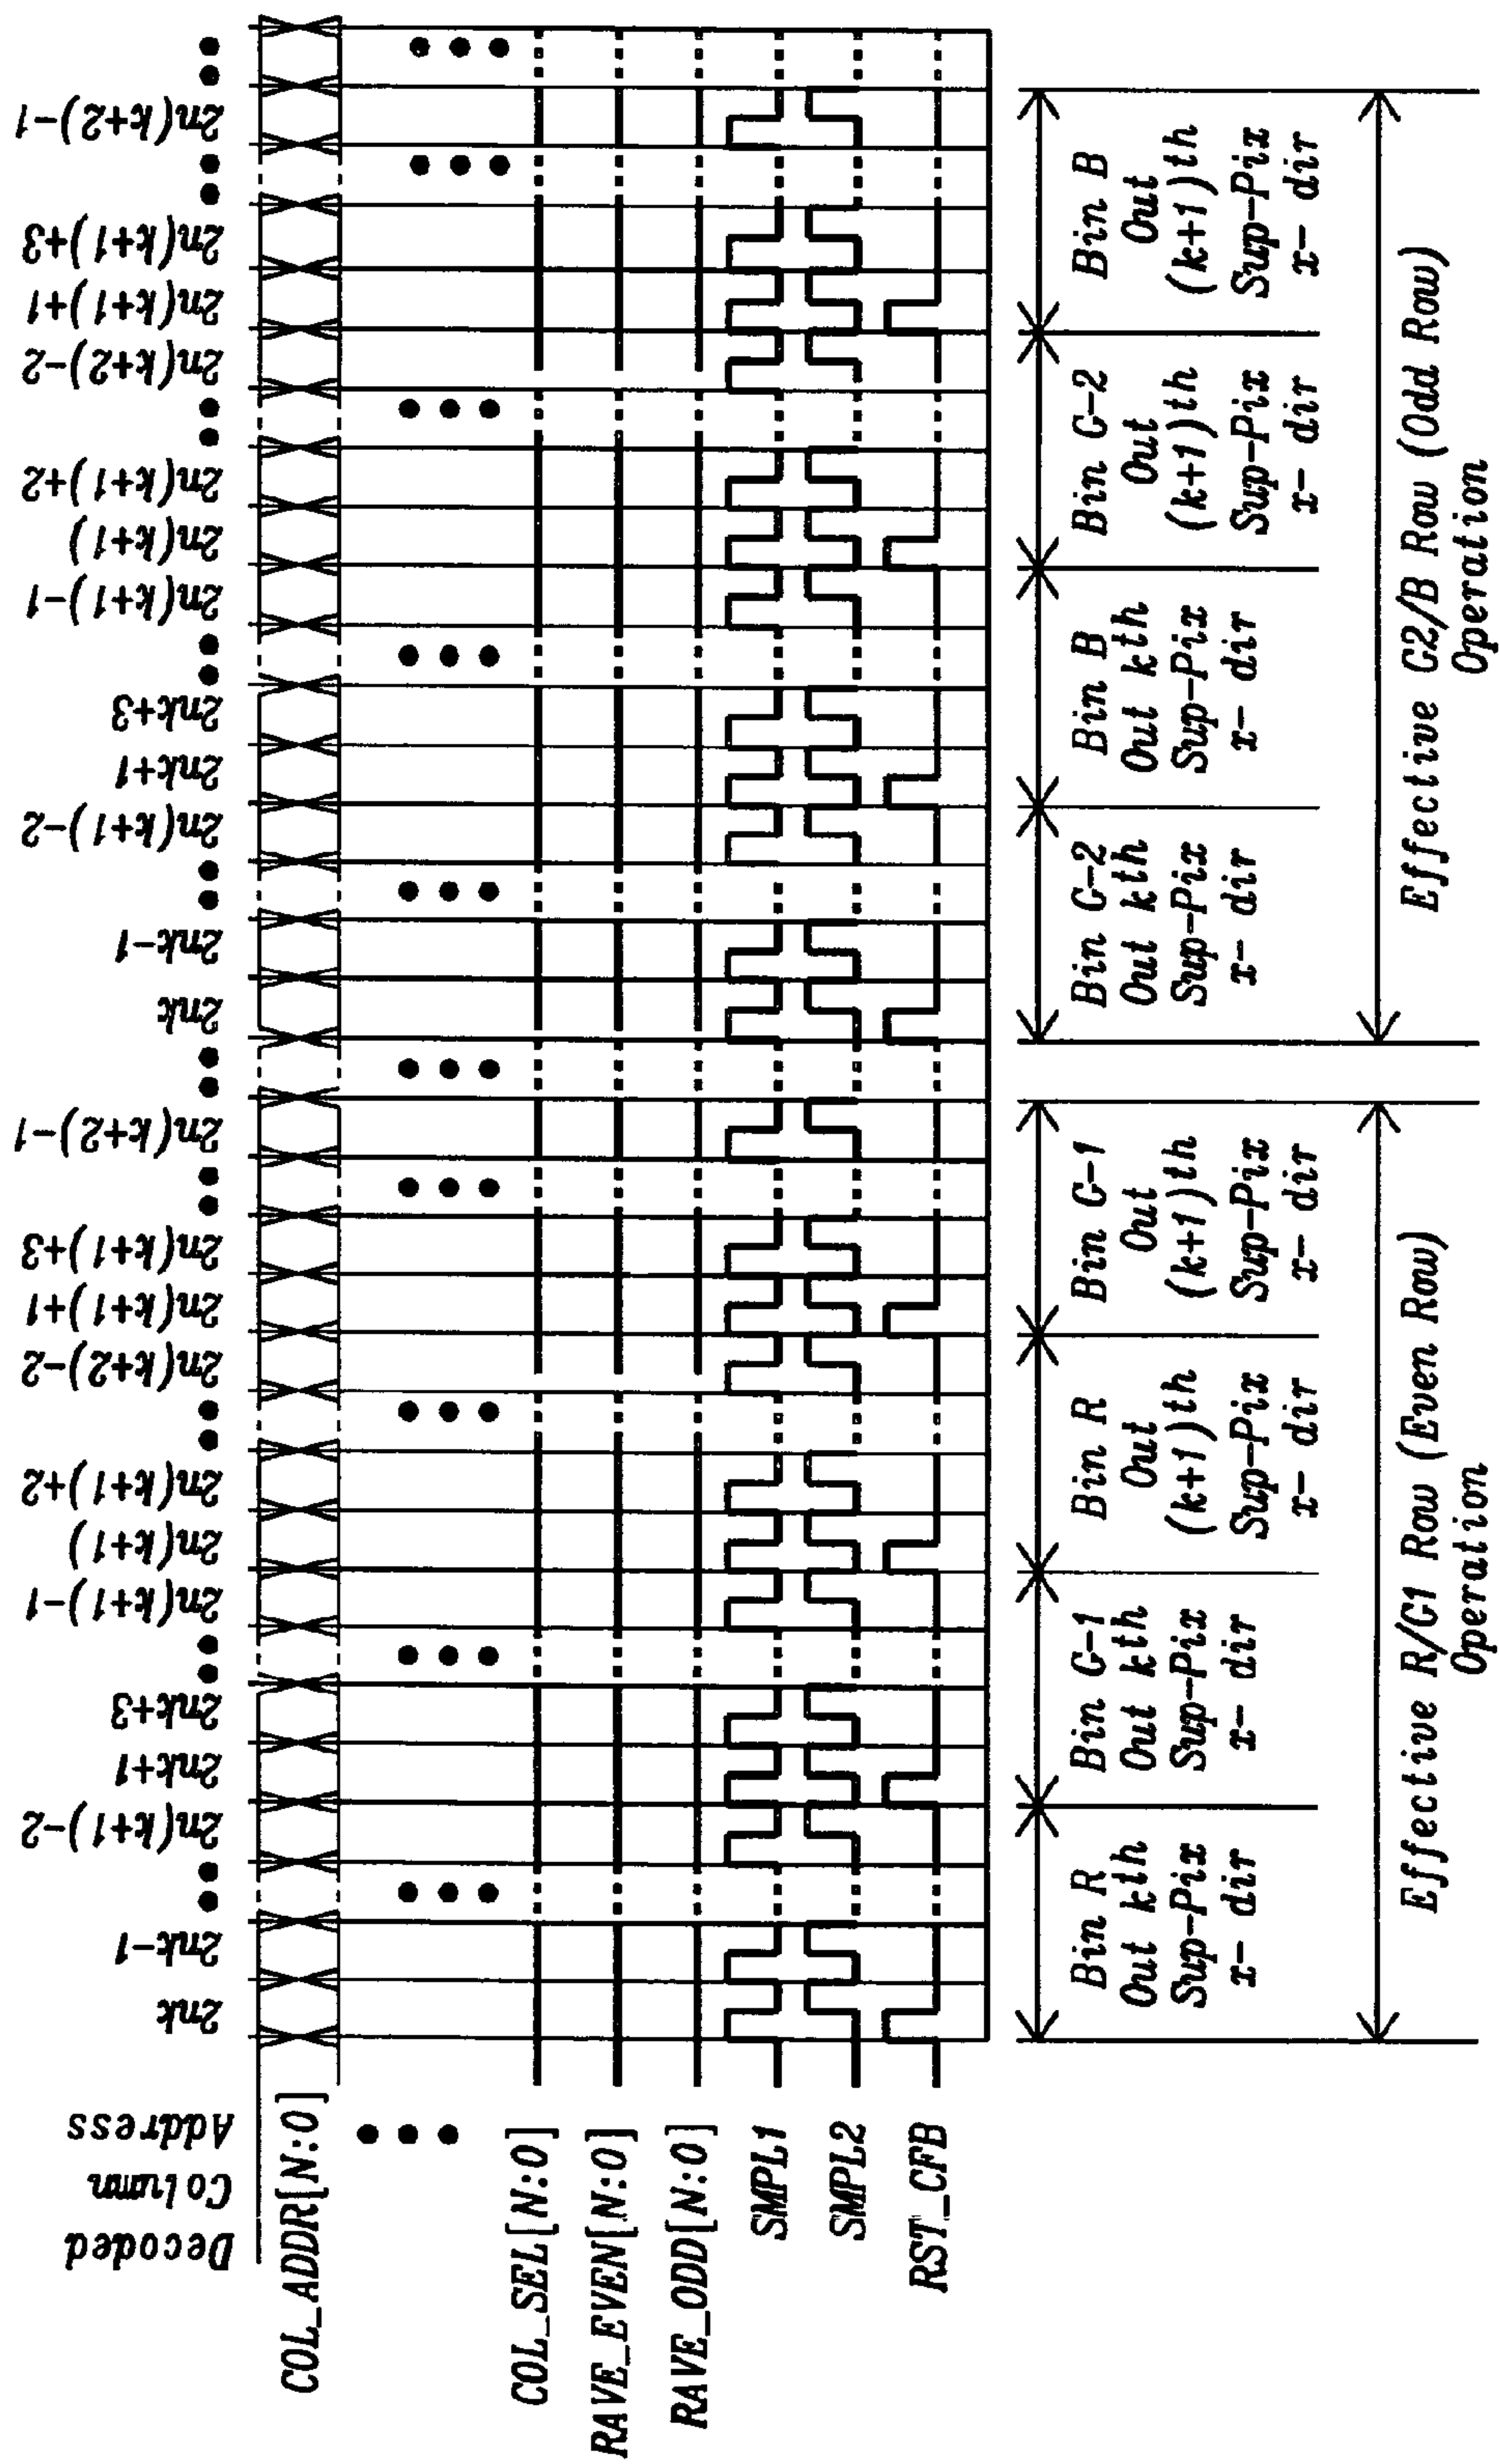 Decoded
Column
Address
2nk
2nk-1
2n(k+1)-2
2nk+1
2nk+3
2n(k+1)-1
2n(k+1)
2n(k+1)+2
2n(k+2)-2
2n(k+1)+1
2n(k+1)+3
2n(k+2)-1
2nk
2nk-1
2n(k+1)-2
2nk+1
2nk+3
2n(k+1)-1
2n(k+1)
2n(k+1)+2
2n(k+2)-2
2n(k+1)+1
2n(k+1)+3
2n(k+2)-1
COL_ADDR[N:0]
COL_SEL[N:0]
RAVE_EVEN[N:0]
RAVE_ODD[N:0]
SMPL1
SMPL2
RST_CFB
Bin R
Out kth
Sup-Pix
x- dir
Bin G-1
Out kth
Sup-Pix
x- dir
Bin R
Out
(k+1)th
Sup-Pix
x- dir
Bin G-1
Out
(k+1)th
Sup-Pix
x- dir
Bin G-2
Out kth
Sup-Pix
x- dir
Bin B
Out kth
Sup-Pix
x- dir
Bin G-2
Out
(k+1)th
Sup-Pix
x- dir
Bin B
Out
(k+1)th
Sup-Pix
x- dir
Effective R/G1 Row (Even Row)
Operation
Effective G2/B Row (Odd Row)
Operation